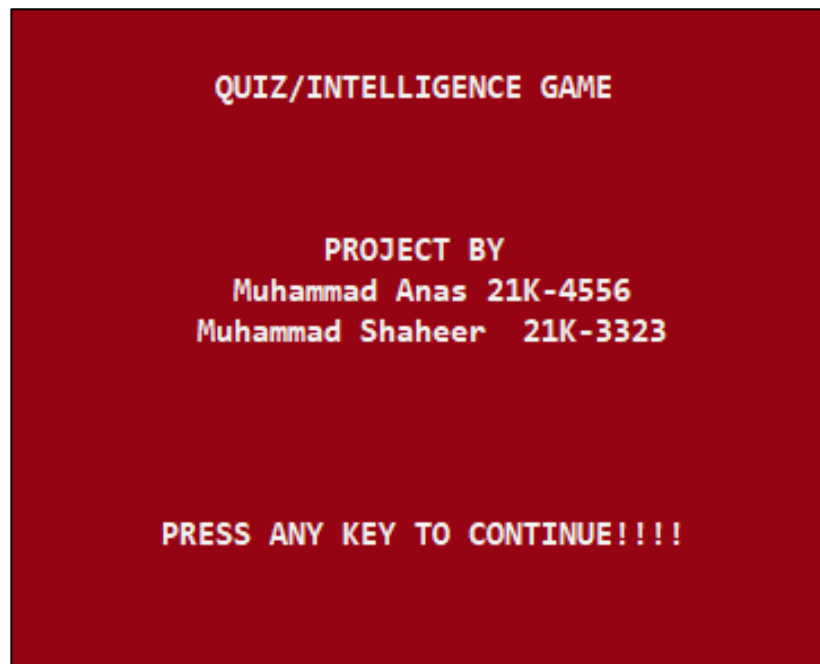 QUIZ/INTELLIGENCE GAME
PROJECT BY
Muhammad Anas 21K-4556
Muhammad Shaheer  21K-3323
PRESS ANY KEY TO CONTINUE!!!!